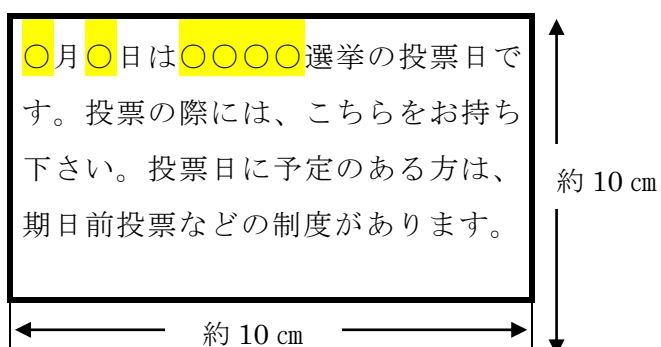 ○月○日は○○○○選挙の投票日で
す。投票の際には、こちらをお持ち
下さい。投票日に予定のある方は、
期日前投票などの制度があります。
約 10 ㎝
約 10 ㎝